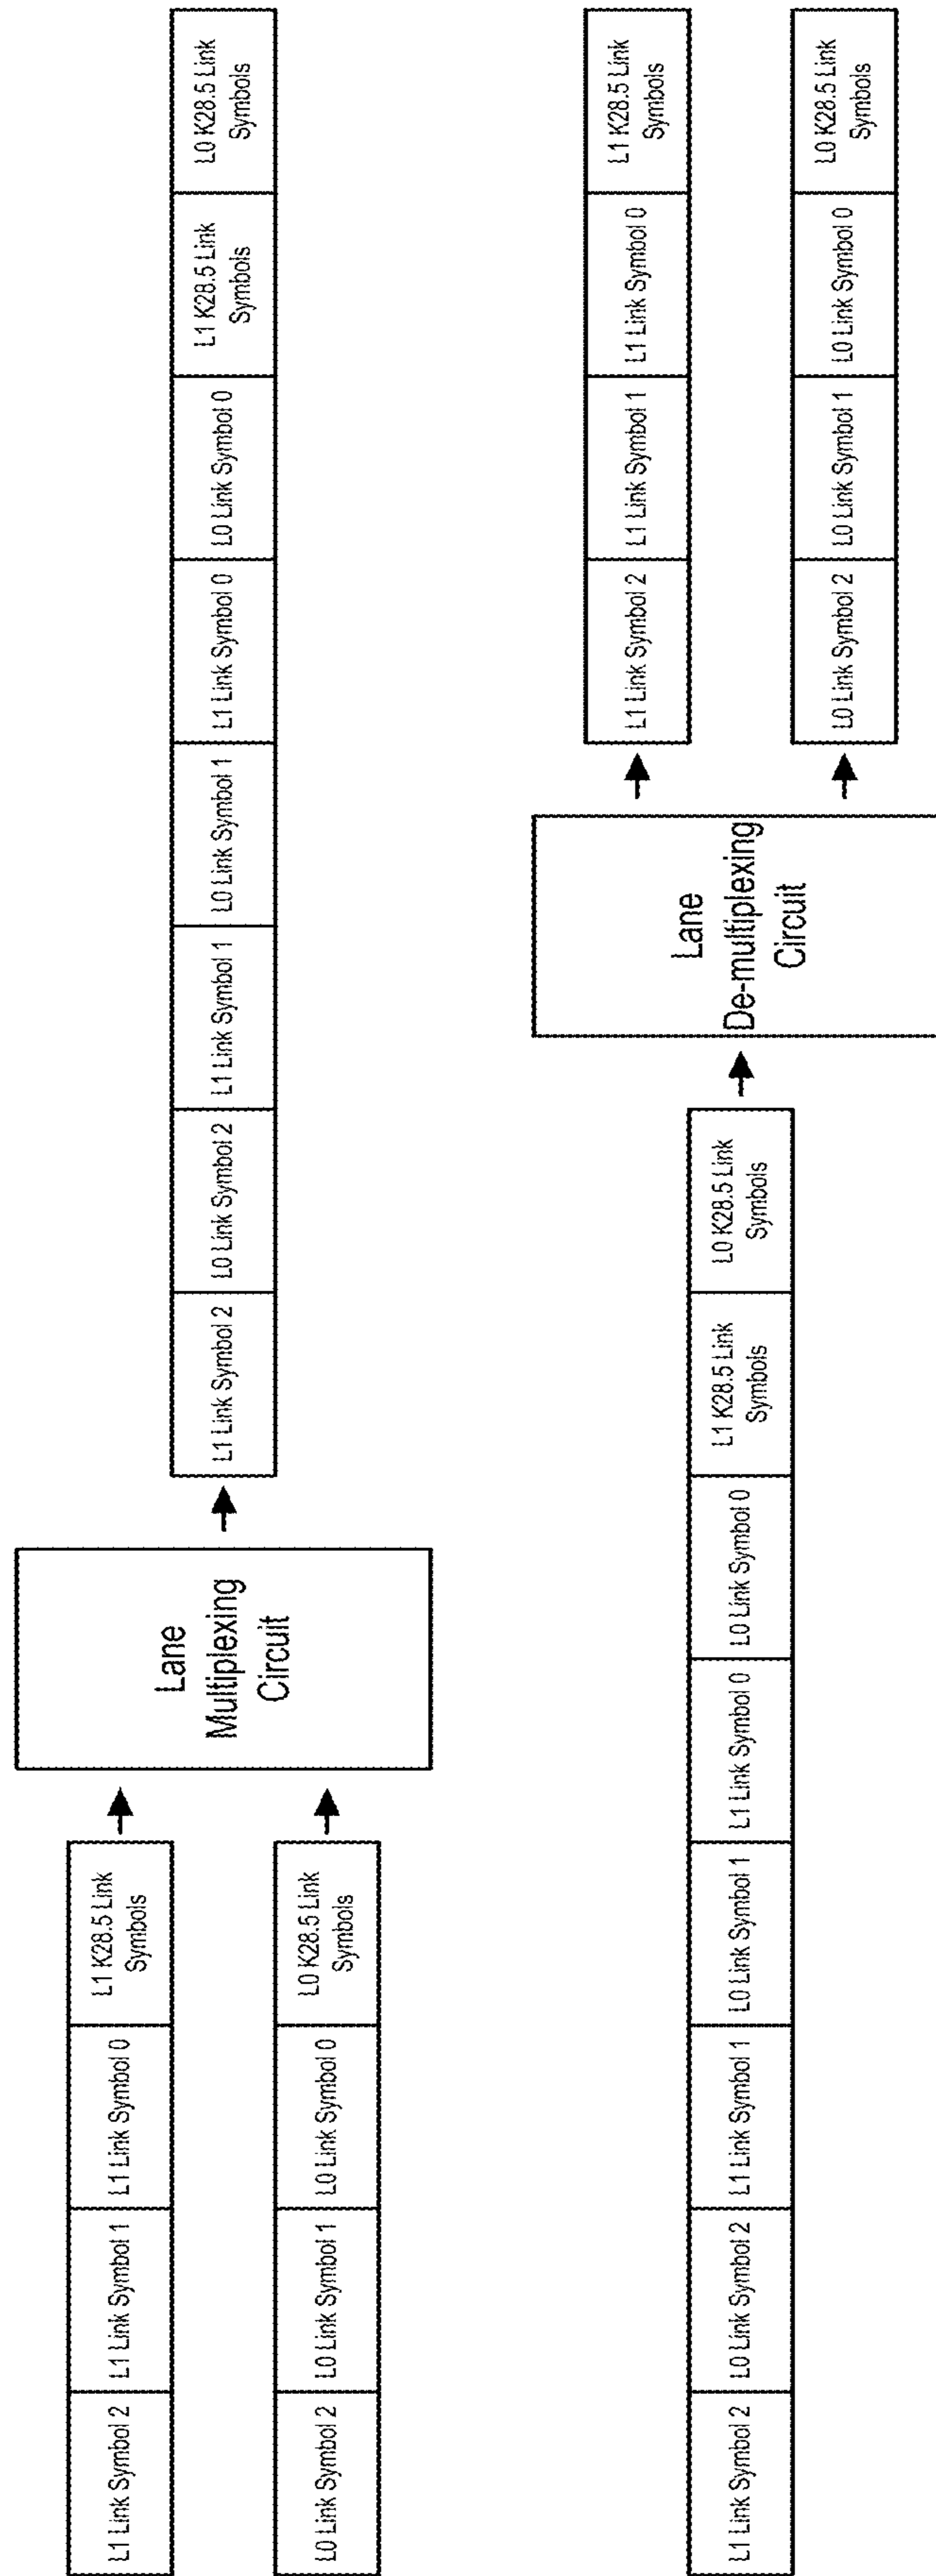 L1 Link Symbol 2
L1 Link Symbol 1
L1 Link Symbol 0
L1 K28.5 Link
Symbols
L0 Link Symbol 2
L0 Link Symbol 1
L0 Link Symbol 0
L0 K28.5 Link
Symbols
Lane
Multiplexing
Circuit
L1 Link Symbol 2
L0 Link Symbol 2
L1 Link Symbol 1
L0 Link Symbol 1
L1 Link Symbol 0
L0 Link Symbol 0
L1 K28.5 Link
Symbols
L0 K28.5 Link
Symbols
L1 Link Symbol 2
L0 Link Symbol 2
L1 Link Symbol 1
L0 Link Symbol 1
L1 Link Symbol 0
L0 Link Symbol 0
L1 K28.5 Link
Symbols
L0 K28.5 Link
Symbols
Lane
De-multiplexing
Circuit
L1 Link Symbol 2
L1 Link Symbol 1
L1 Link Symbol 0
L1 K28.5 Link
Symbols
L0 Link Symbol 2
L0 Link Symbol 1
L0 Link Symbol 0
L0 K28.5 Link
Symbols